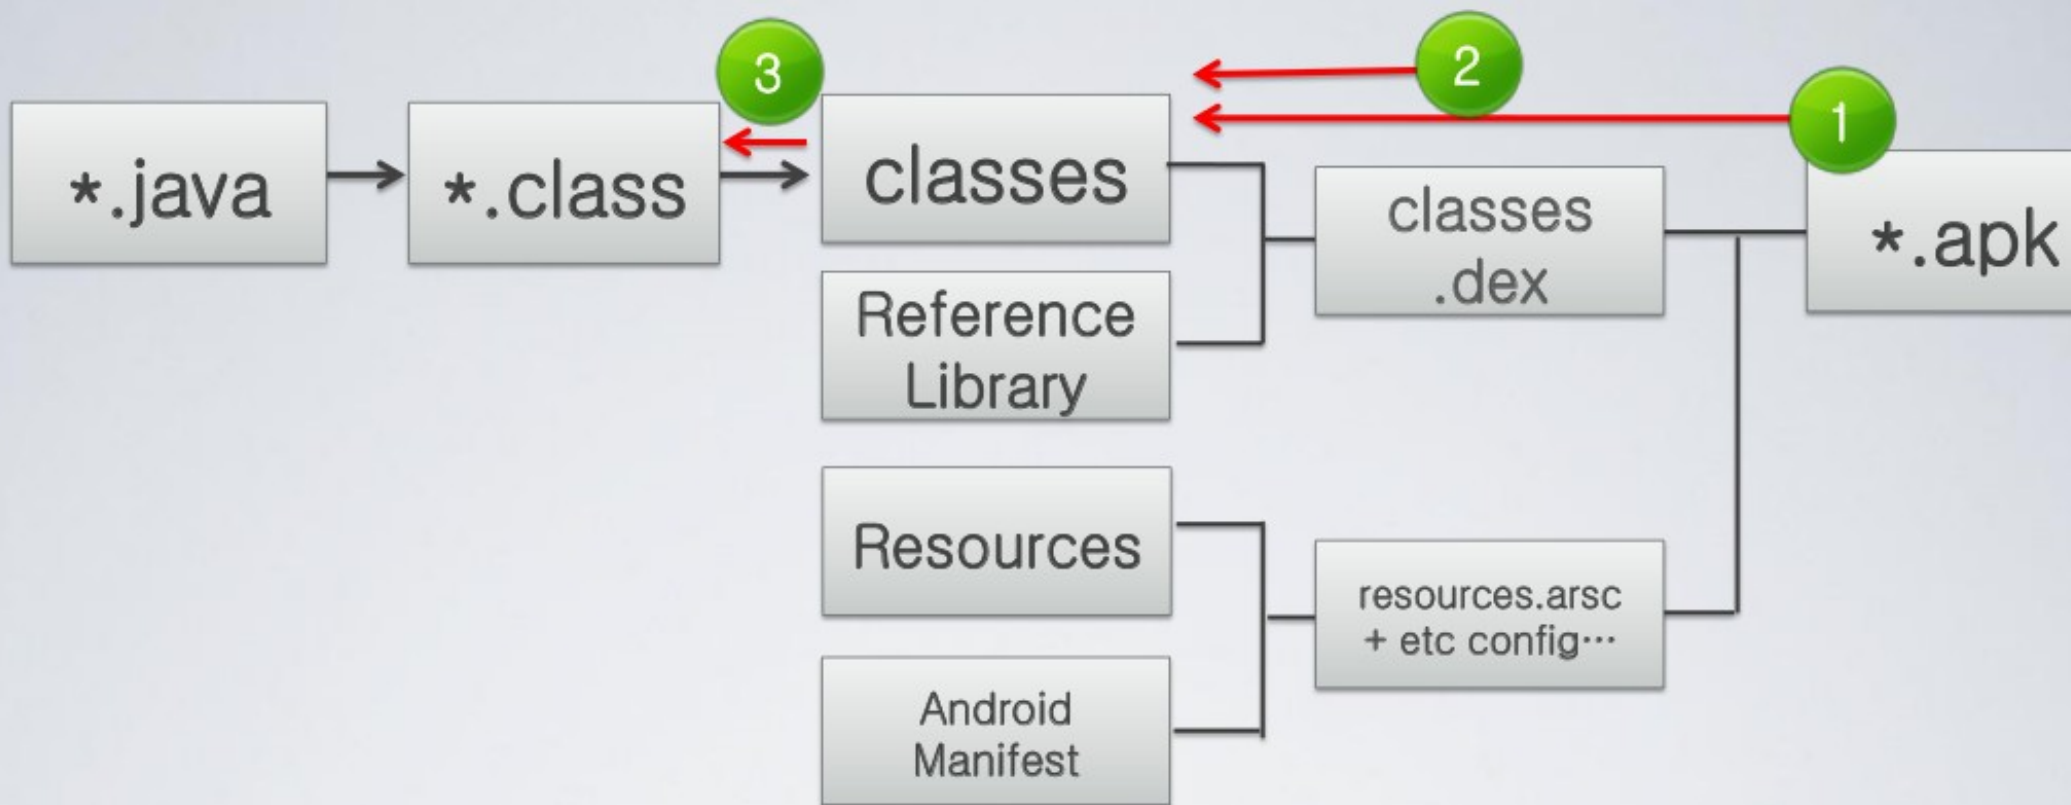 3
2
1
*.java
*.class
classes
classes
.dex
*.apk
Reference
Library
Resources
resources.arsc
+ etc config…
Android
Manifest